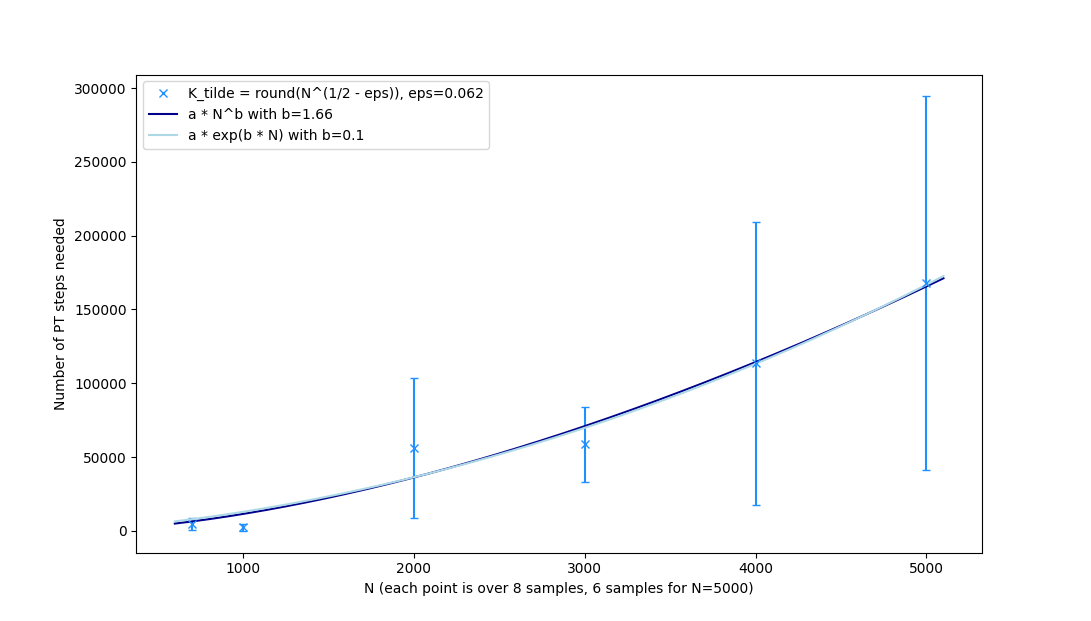 K_tilde = round(N^(1/2 - eps)), eps=0.062
a * N^b with b=1.66
a * exp(b * N) with b=0.1
300000
250000
200000
150000
100000
50000
0
Number of PT steps needed
1000 2000 3000 4000 5000
N (each point is over 8 samples, 6 samples for N=5000)